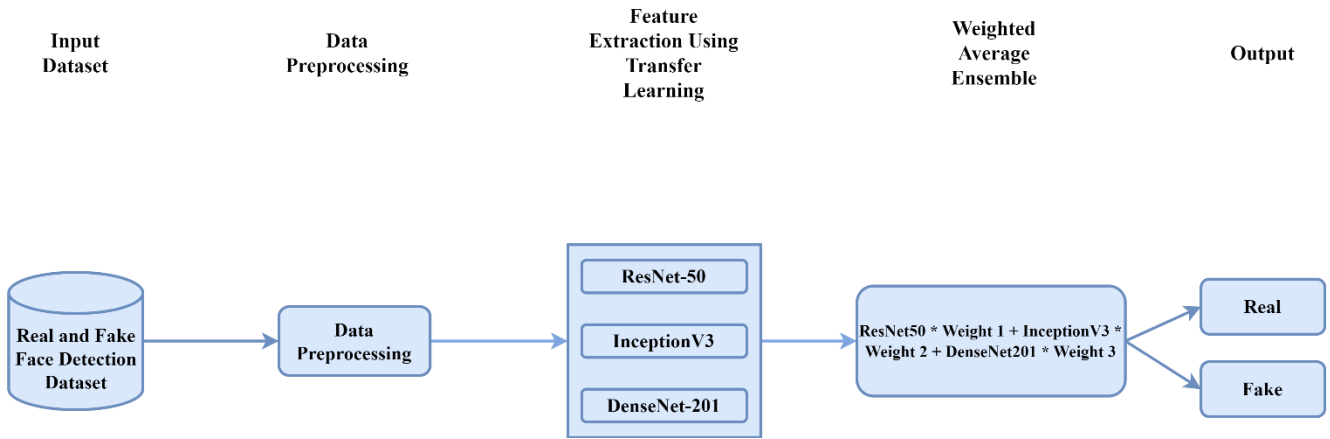 Input
Dataset
Data
Preprocessing
Feature
Extraction Using
Transfer
Learning
Weighted
Average
Ensemble
Output
Real and Fake
Face Detection
Dataset
Data
Preprocessing
ResNet-50
InceptionV3
DenseNet-201
ResNet50 * Weight 1 + InceptionV3 *
Weight 2 + DenseNet201 * Weight 3
Real
Fake